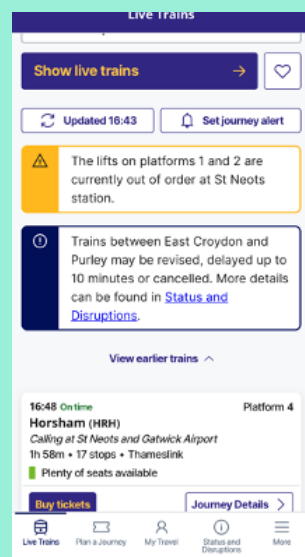 Live Trains
Show live trains
Updated 16:43
Set journey alert
The lifts on platforms 1 and 2 are
currently out of order at St Neots
station.
Trains between East Croydon and
Purley may be revised, delayed up to
10 minutes or cancelled. More details
can be found in Status and
Disruptions.
View earlier trains
16:48 On time
Platform 4
Horsham (HRH)
Calling at St Neots and Gatwick Airport
1h 58m • 17 stops • Thameslink
Plenty of seats available
Buy tickets
Journey Details
Live Trains
Plan a Journey
My Travel
Status and
Disruptions
More